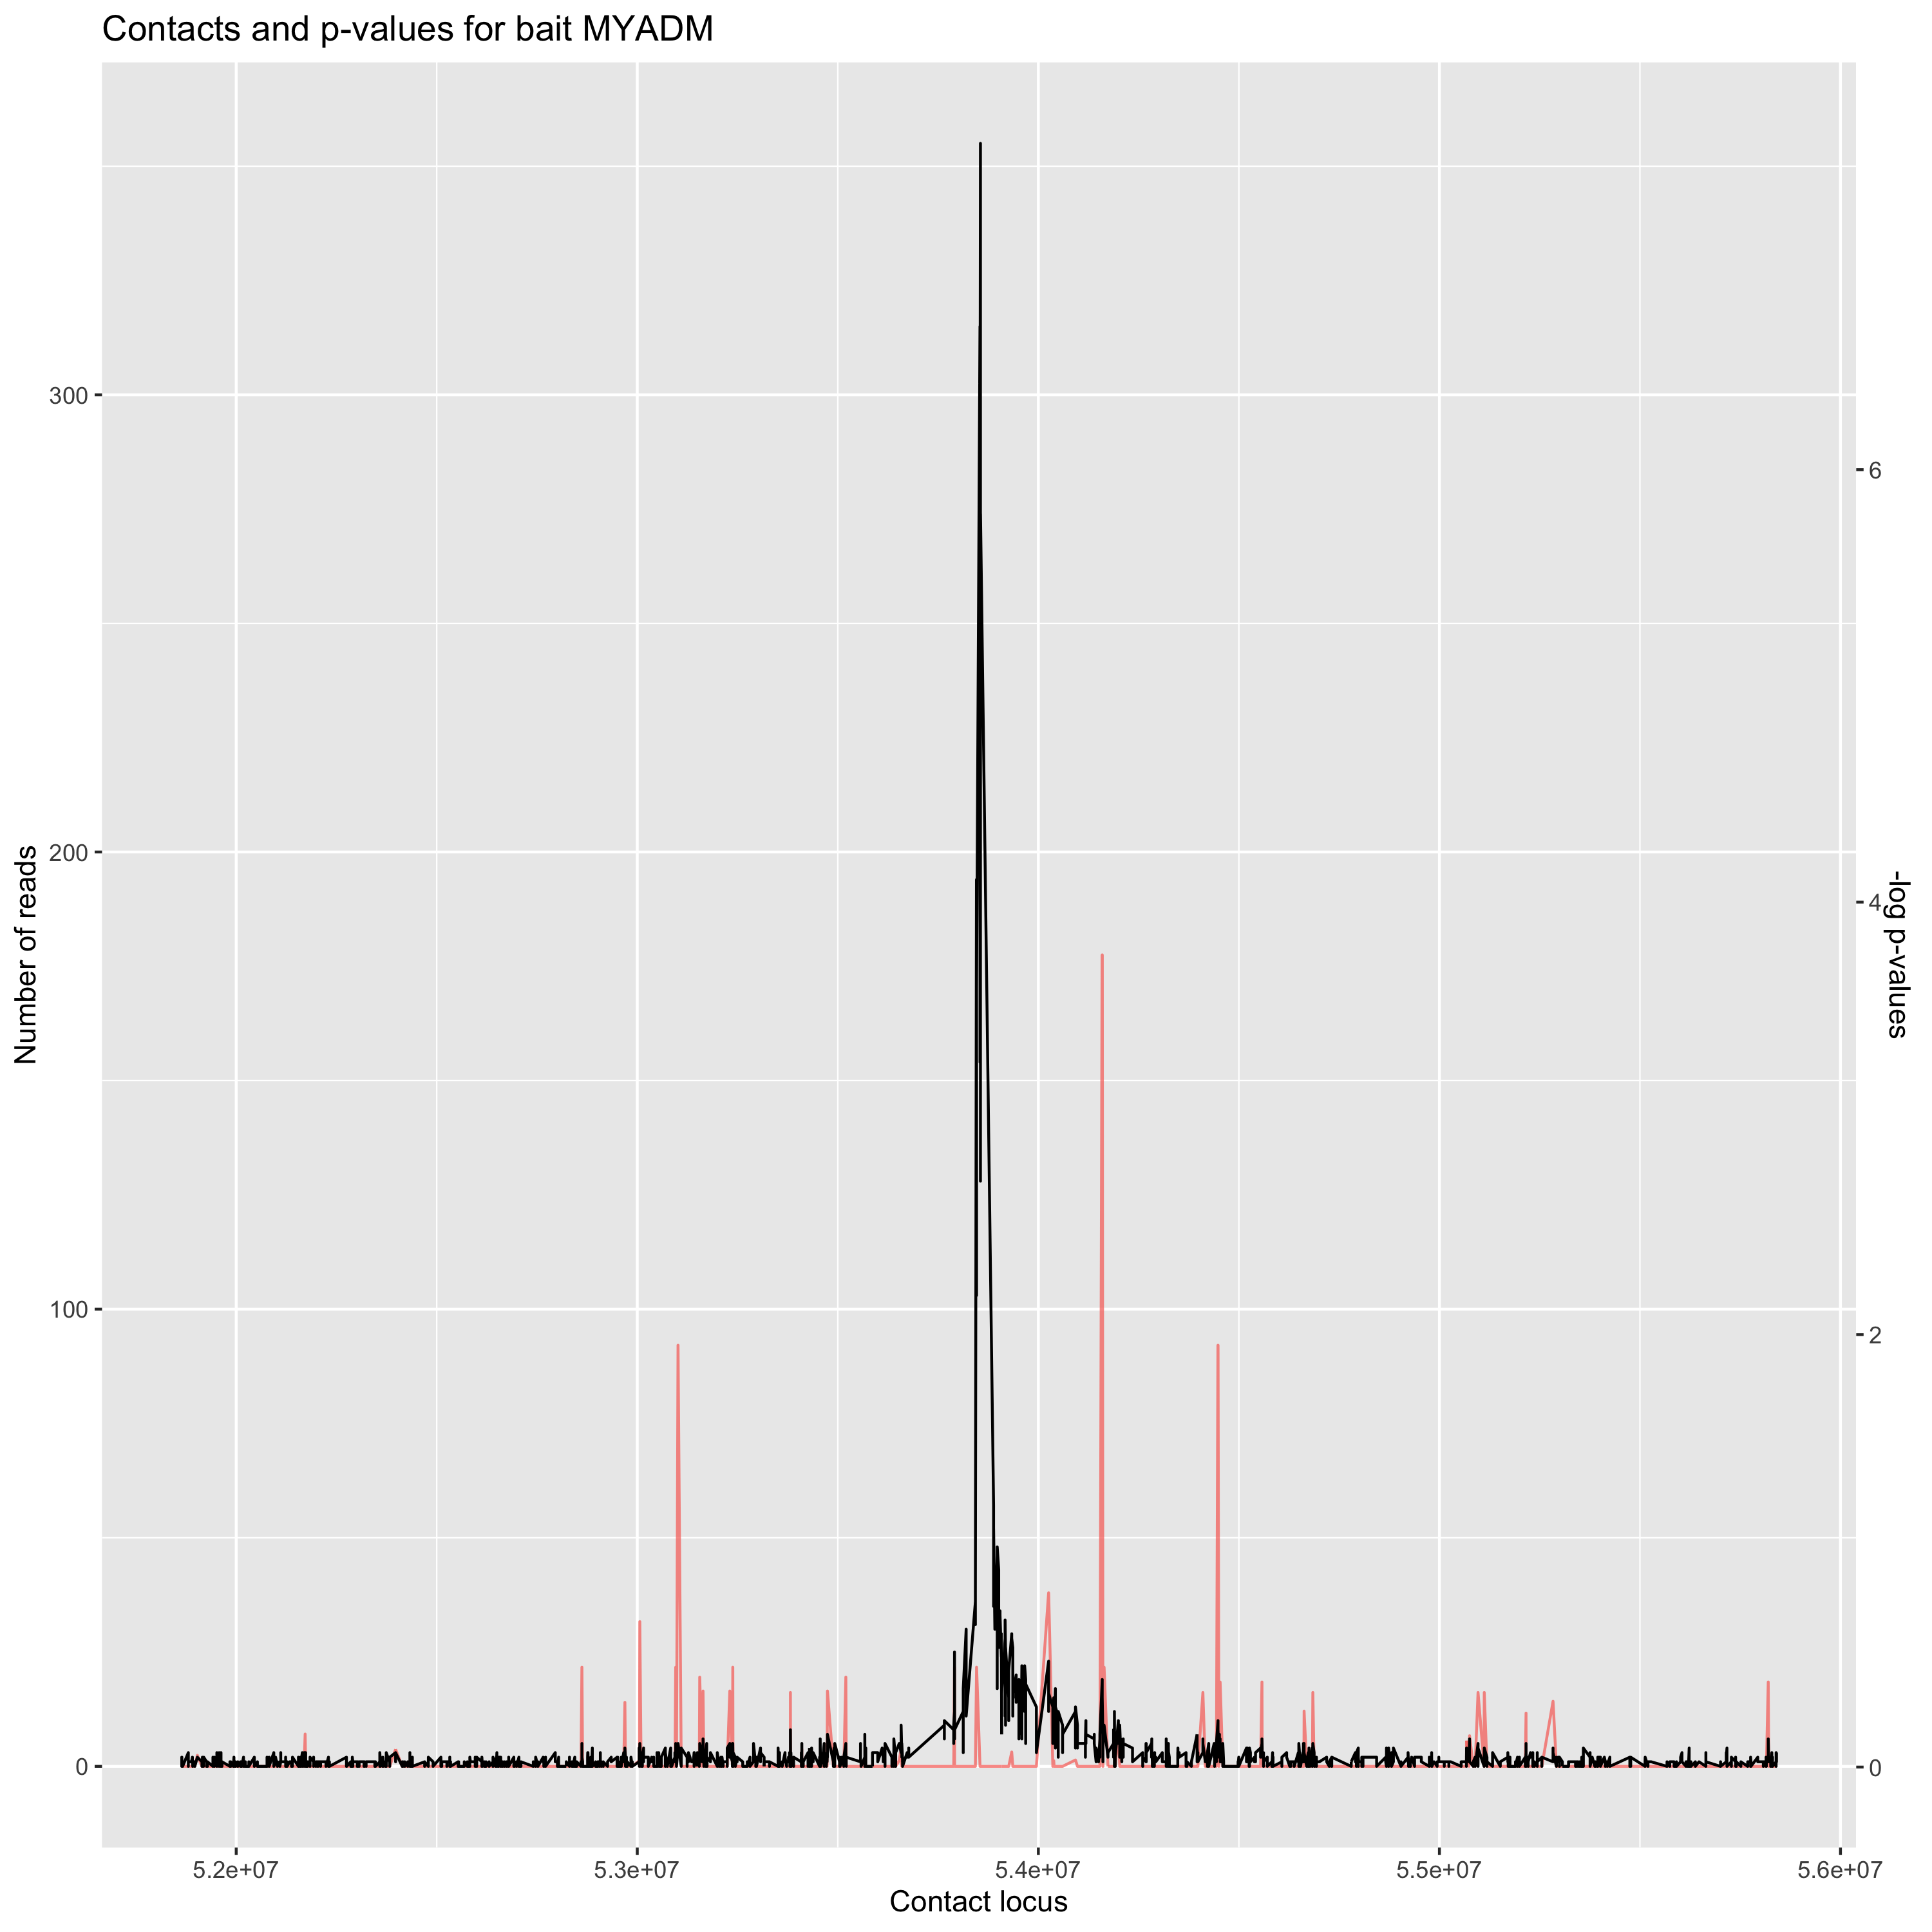 Contacts and p-values for bait MYADM
Number of reads
300
200
100
0
6
4
2
0
-log p-values
5.2e+07
5.3e+07
5.4e+07
5.5e+07
5.6e+07
Contact locus